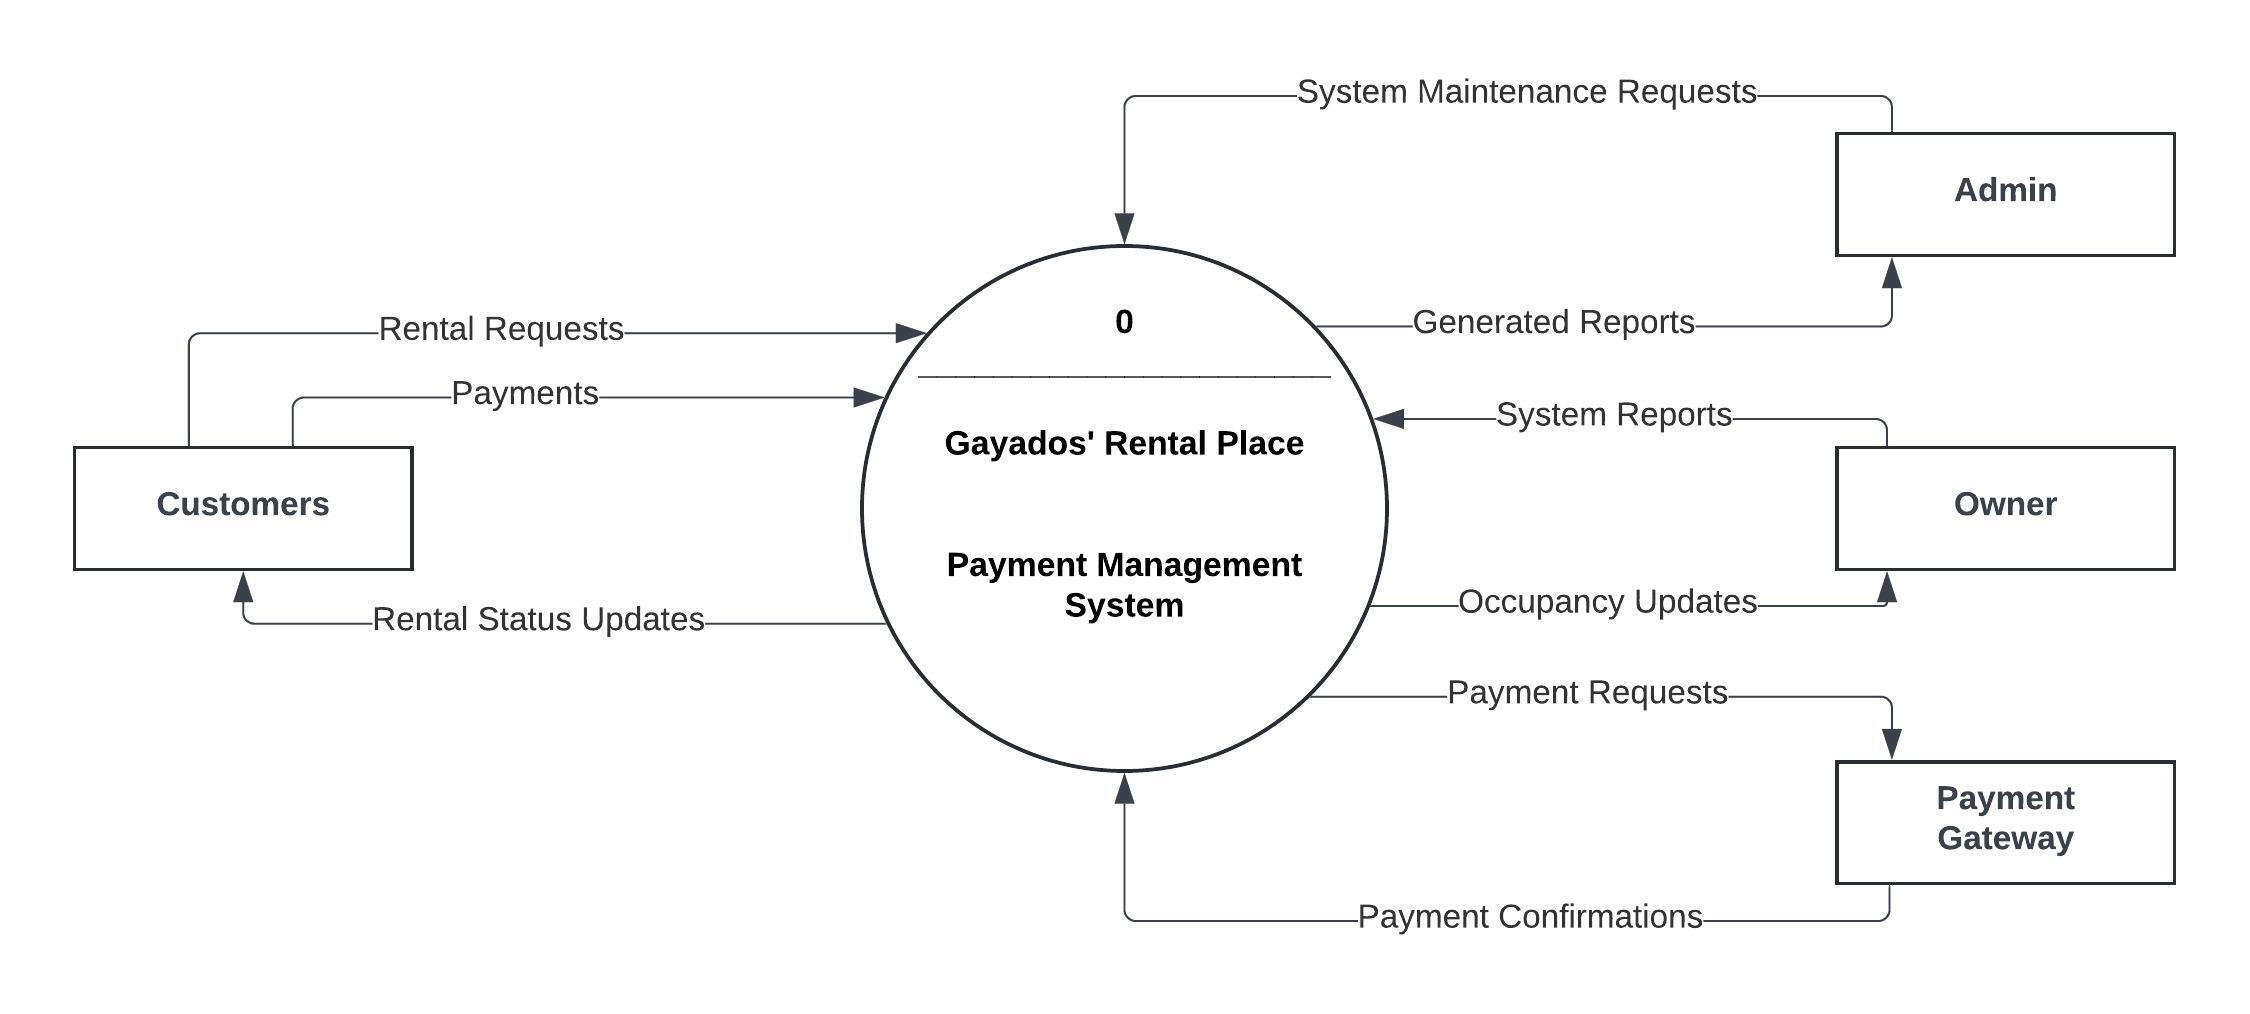 System Maintenance Requests
Admin
0
Rental Requests
Generated Reports
Payments
System Reports
Gayados' Rental Place
Customers
Owner
Payment Management
System
Rental Status Updates
Occupancy Updates
Payment Requests
Payment
Gateway
Payment Confirmations